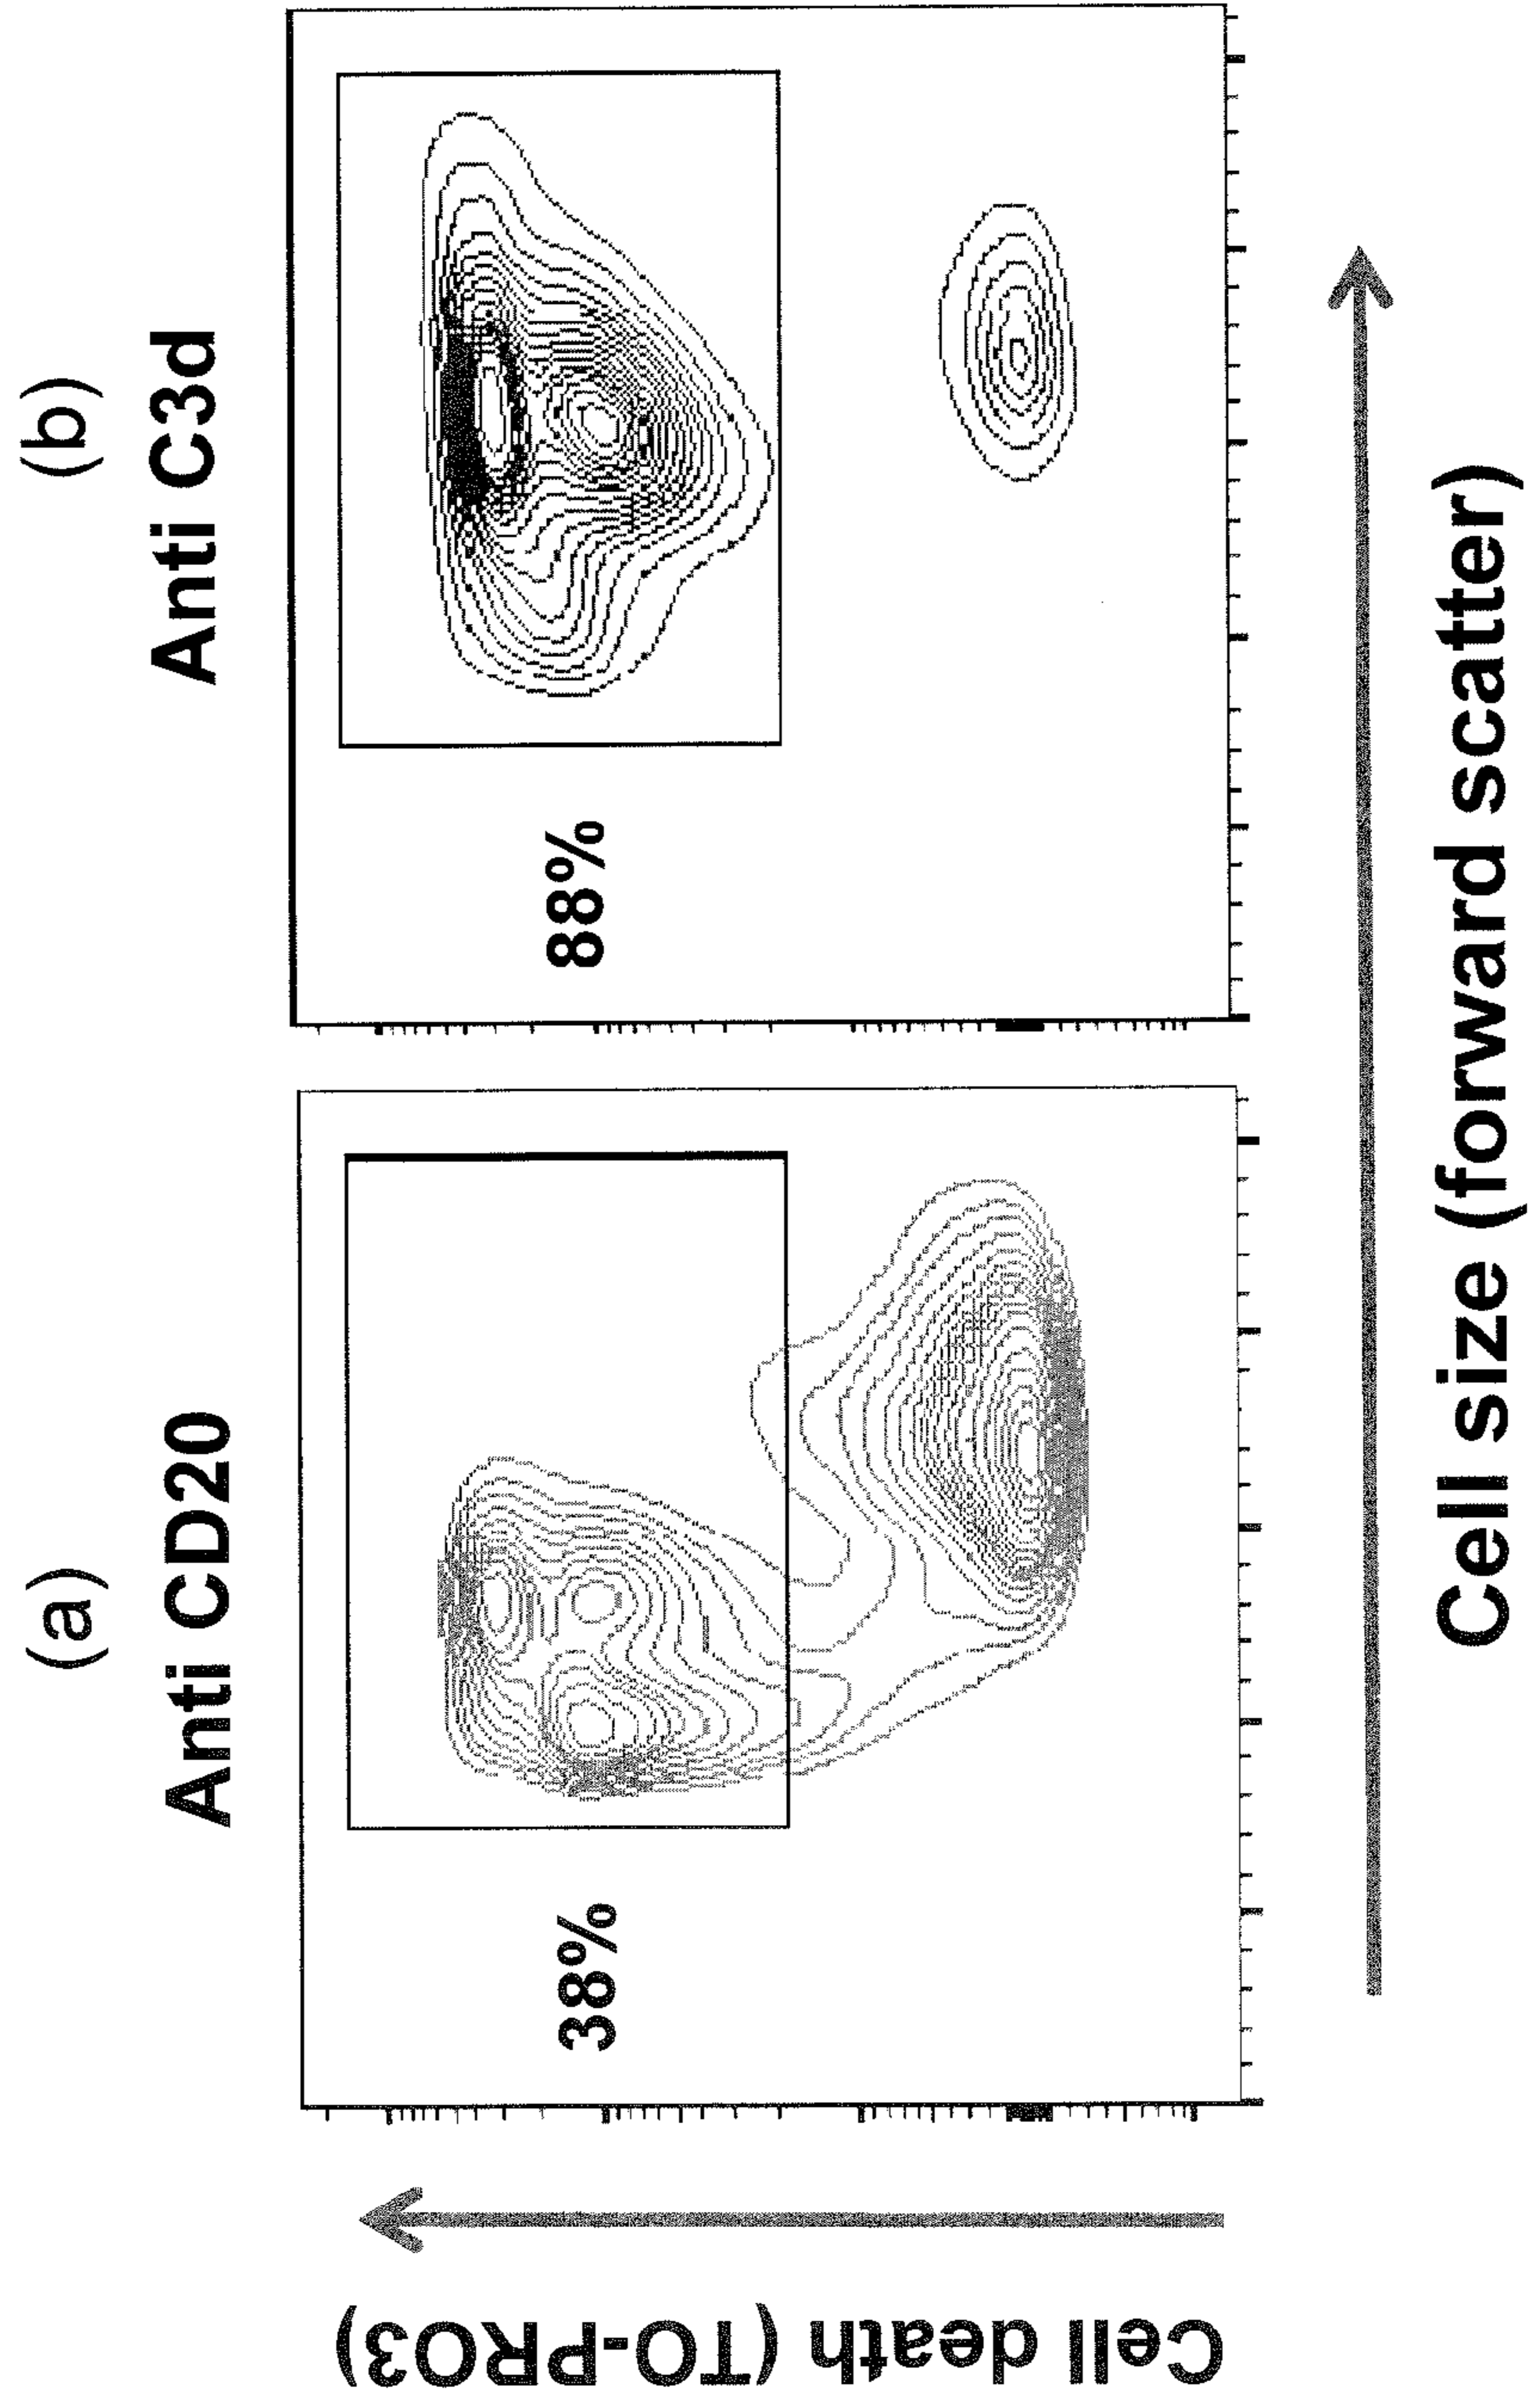 (a)
Anti CD20
38%
(b)
Anti C3d
88%
Cell death (TO-PRO3)
Cell size (forward scatter)